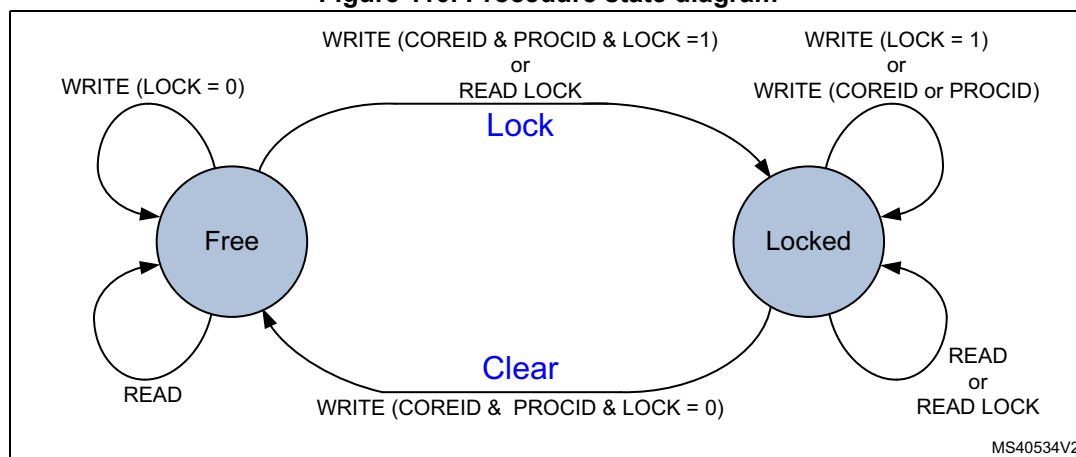 Figure 110. Procedure state diagram
WRITE (COREID & PROCID & LOCK =1)
or
READ LOCK
Lock
WRITE (LOCK = 0)
WRITE (LOCK = 1)
or
WRITE (COREID or PROCID)
Free
Locked
READ
Clear
WRITE (COREID &  PROCID & LOCK = 0)
READ
or
READ LOCK
MS40534V2